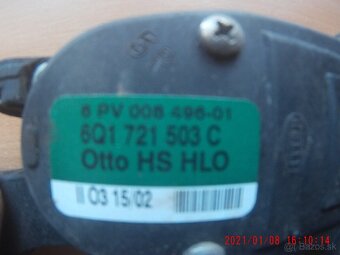 6 PV 008 496-01
6Q1 721 503 C
Otto HS HLO
03 15/02
2021/01/08 16:10:14